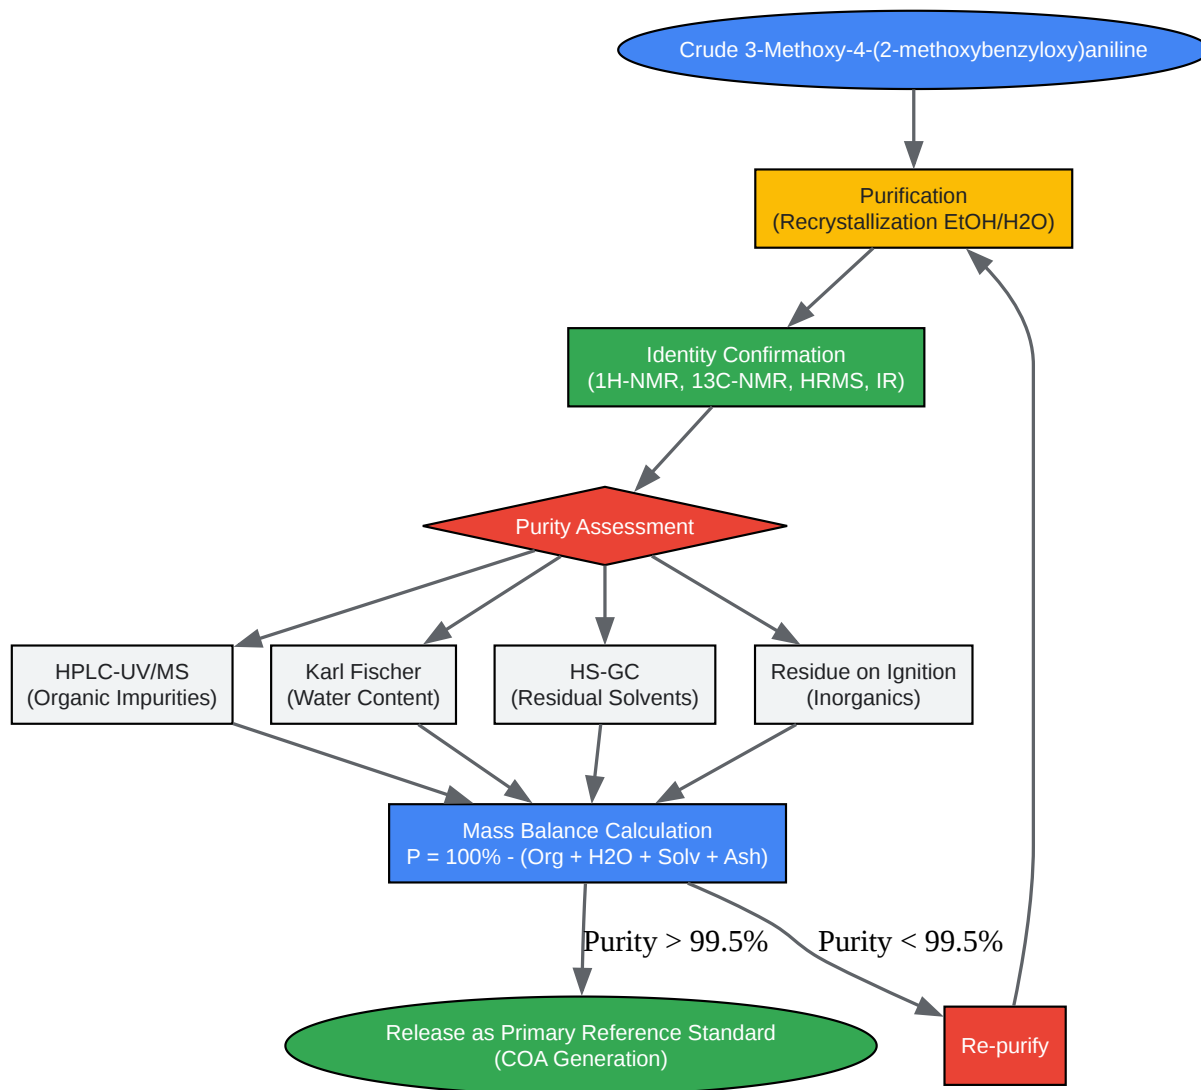 Crude 3-Methoxy-4-(2-methoxybenzyloxy)aniline
Purification
(Recrystallization EtOH/H2O)
Identity Confirmation
(1H-NMR, 13C-NMR, HRMS, IR)
Purity Assessment
HPLC-UV/MS
(Organic Impurities)
Karl Fischer
(Water Content)
HS-GC
(Residual Solvents)
Residue on Ignition
(Inorganics)
Mass Balance Calculation
P = 100% - (Org + H2O + Solv + Ash)
Purity > 99.5%
Purity < 99.5%
Release as Primary Reference Standard
(COA Generation)
Re-purify